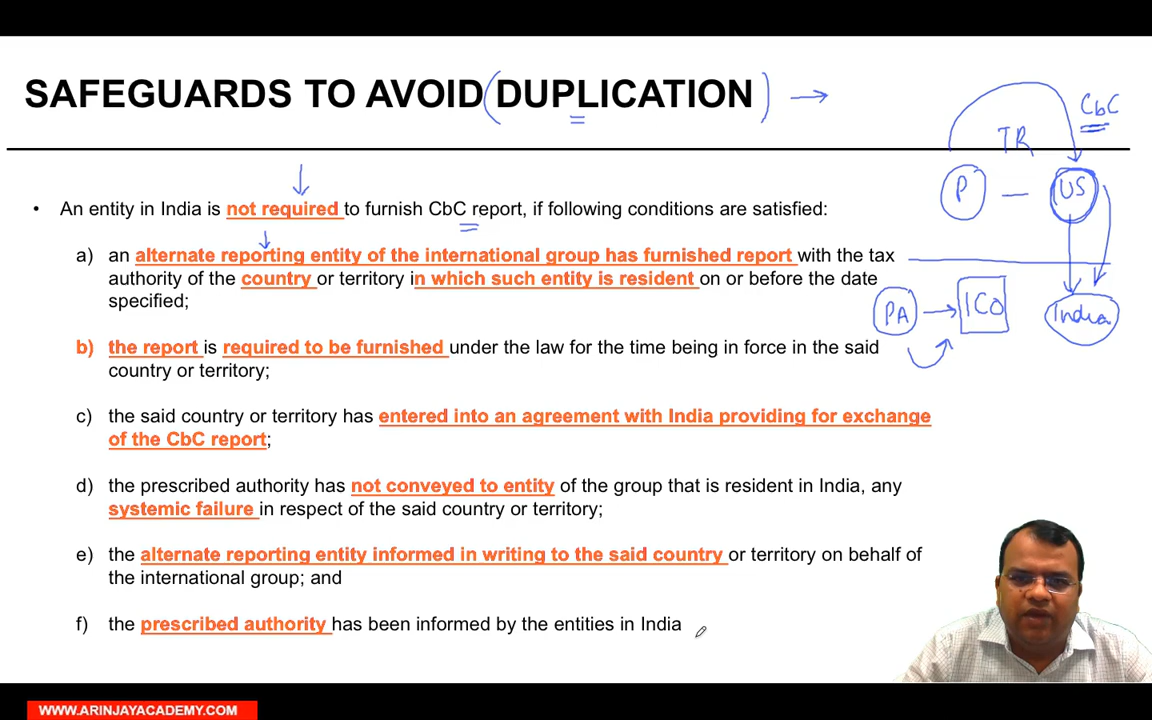 SAFEGUARDS TO AVOID (DUPLICATION) →
CbC
TR
P — US
• An entity in India is not required to furnish CbC report, if following conditions are satisfied:
a) an alternate reporting entity of the international group has furnished report with the tax
authority of the country or territory in which such entity is resident on or before the date
specified;
PA → ICO
India
b) the report is required to be furnished under the law for the time being in force in the said
country or territory;
c) the said country or territory has entered into an agreement with India providing for exchange
of the CbC report;
d) the prescribed authority has not conveyed to entity of the group that is resident in India, any
systemic failure in respect of the said country or territory;
e) the alternate reporting entity informed in writing to the said country or territory on behalf of
the international group; and
f) the prescribed authority has been informed by the entities in India
WWW.ARINJAYACADEMY.COM